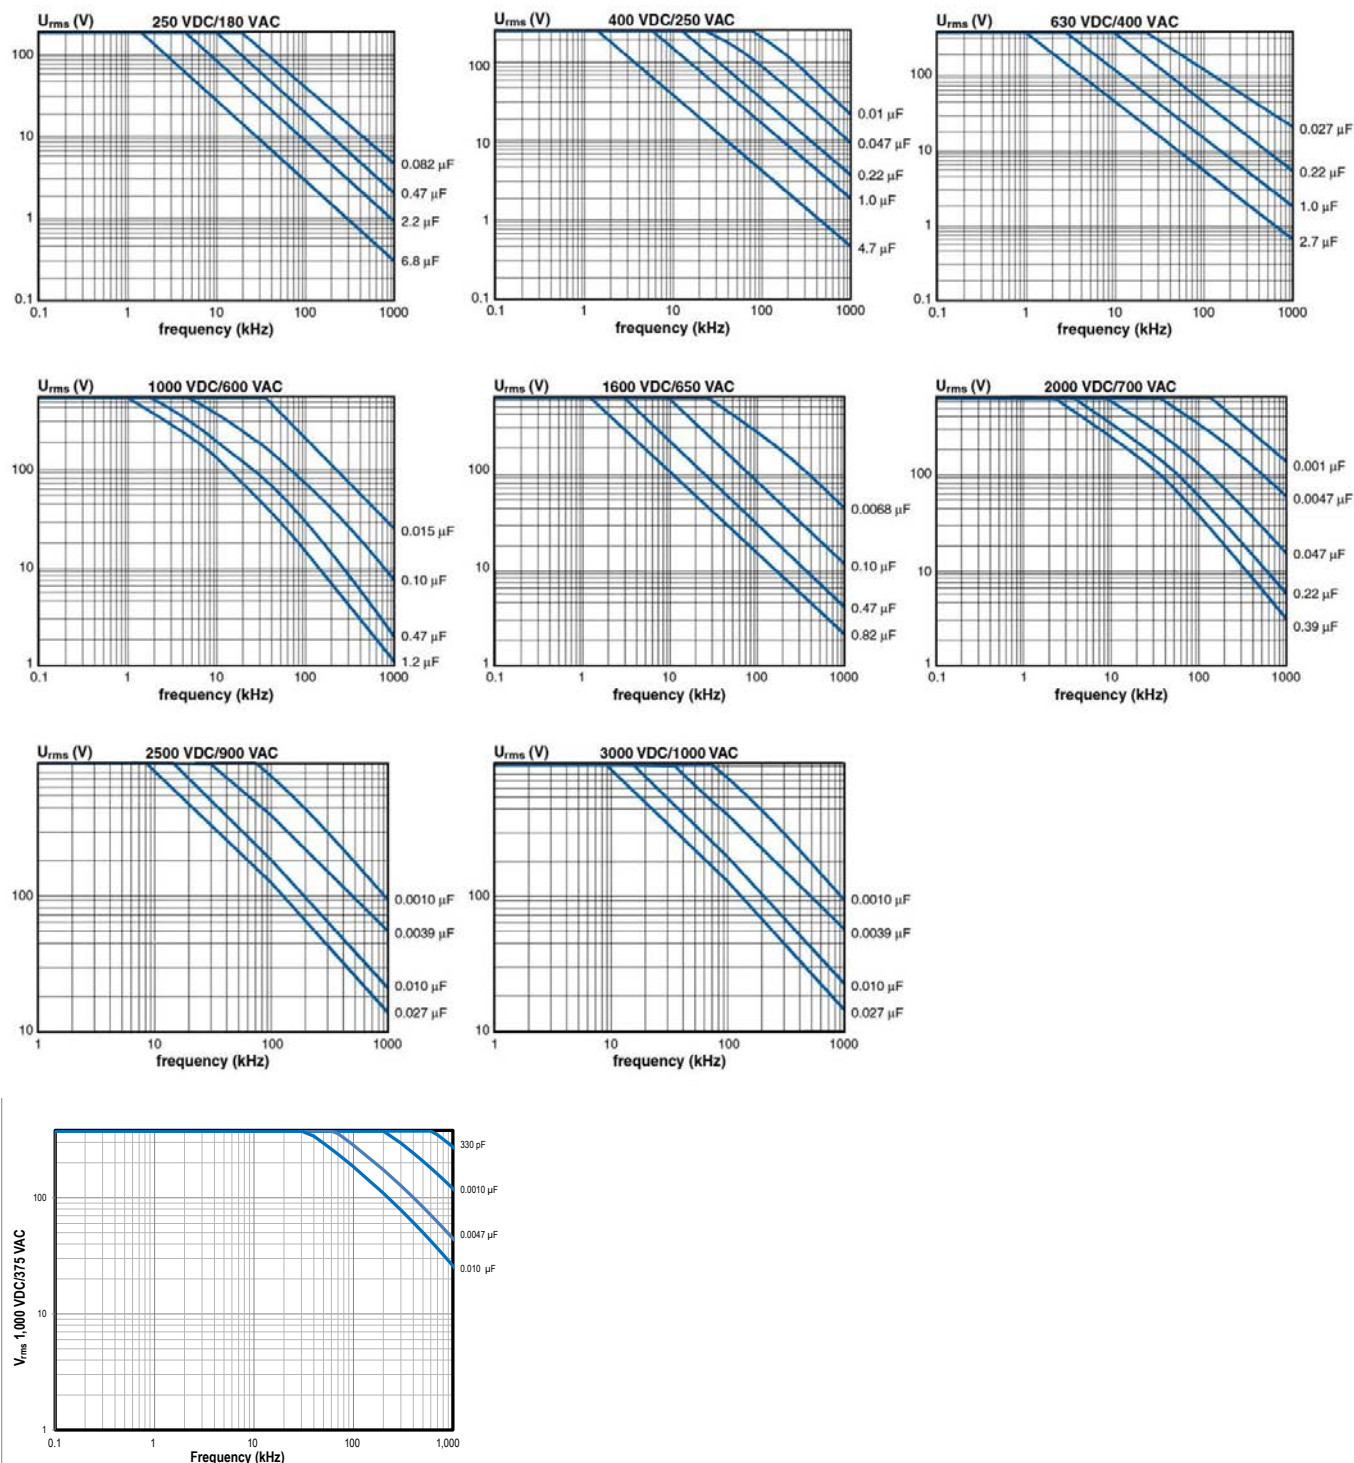 Urms (V) 250 VDC/180 VAC
100
10
1
0.1
0.082 µF
0.47 µF
2.2 µF
6.8 µF
0.1 1 10 100 1000
frequency (kHz)
Urms (V) 400 VDC/250 VAC
100
10
1
0.1
0.01 µF
0.047 µF
0.22 µF
1.0 µF
4.7 µF
0.1 1 10 100 1000
frequency (kHz)
Urms (V) 630 VDC/400 VAC
100
10
1
0.1
0.027 µF
0.22 µF
1.0 µF
2.7 µF
0.1 1 10 100 1000
frequency (kHz)
Urms (V) 1000 VDC/600 VAC
100
10
1
0.015 µF
0.10 µF
0.47 µF
1.2 µF
0.1 1 10 100 1000
frequency (kHz)
Urms (V) 1600 VDC/650 VAC
100
10
1
0.0068 µF
0.10 µF
0.47 µF
0.82 µF
0.1 1 10 100 1000
frequency (kHz)
Urms (V) 2000 VDC/700 VAC
100
10
1
0.001 µF
0.0047 µF
0.047 µF
0.22 µF
0.39 µF
0.1 1 10 100 1000
frequency (kHz)
Urms (V) 2500 VDC/900 VAC
100
10
0.0010 µF
0.0039 µF
0.010 µF
0.027 µF
1 10 100 1000
frequency (kHz)
Urms (V) 3000 VDC/1000 VAC
100
10
0.0010 µF
0.0039 µF
0.010 µF
0.027 µF
1 10 100 1000
frequency (kHz)
Vrms 1,000 VDC/375 VAC
100
10
1
330 pF
0.0010 µF
0.0047 µF
0.010 µF
0.1 1 10 100 1,000
Frequency (kHz)